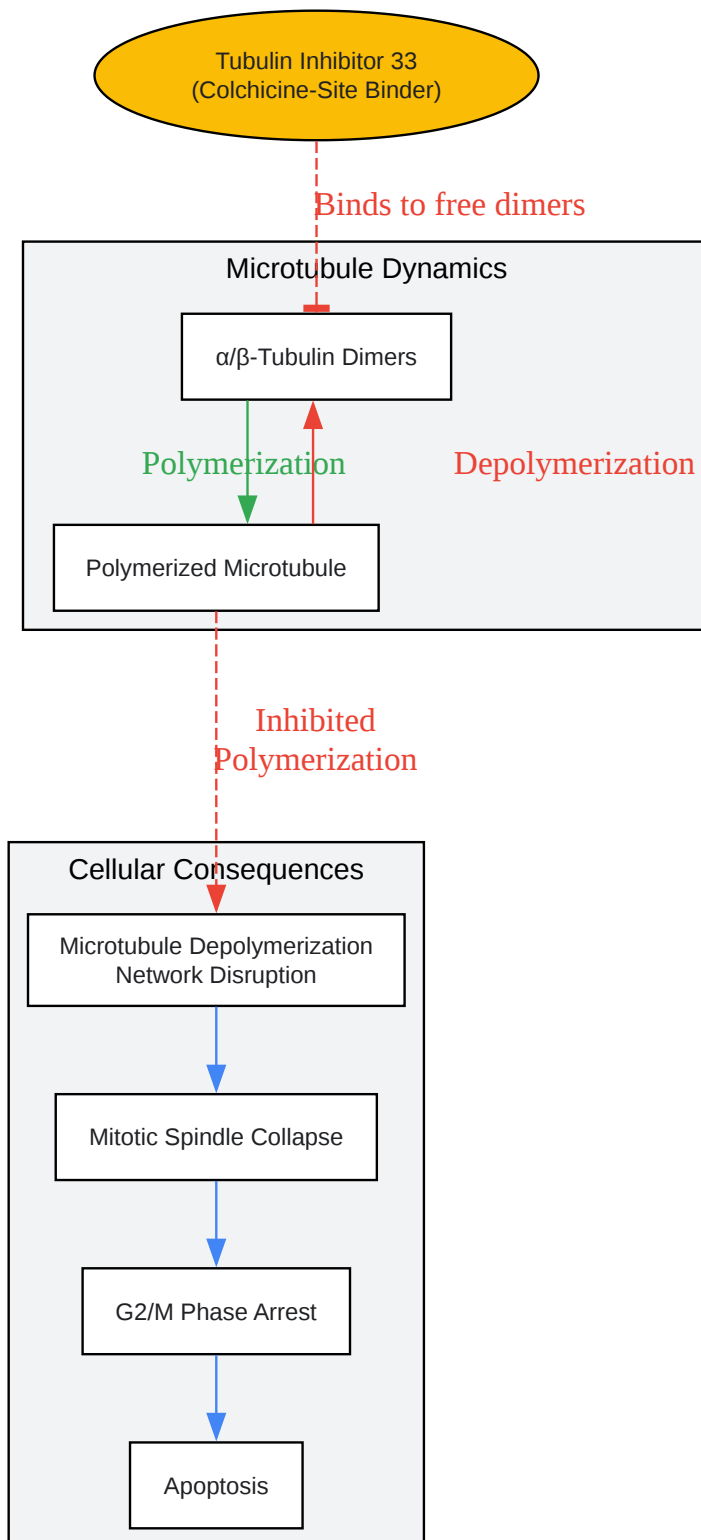 Tubulin Inhibitor 33
(Colchicine-Site Binder)
Binds to free dimers
Microtubule Dynamics
α/β-Tubulin Dimers
Polymerization
Depolymerization
Polymerized Microtubule
Inhibited
Polymerization
Cellular Consequences
Microtubule Depolymerization
Network Disruption
Mitotic Spindle Collapse
G2/M Phase Arrest
Apoptosis